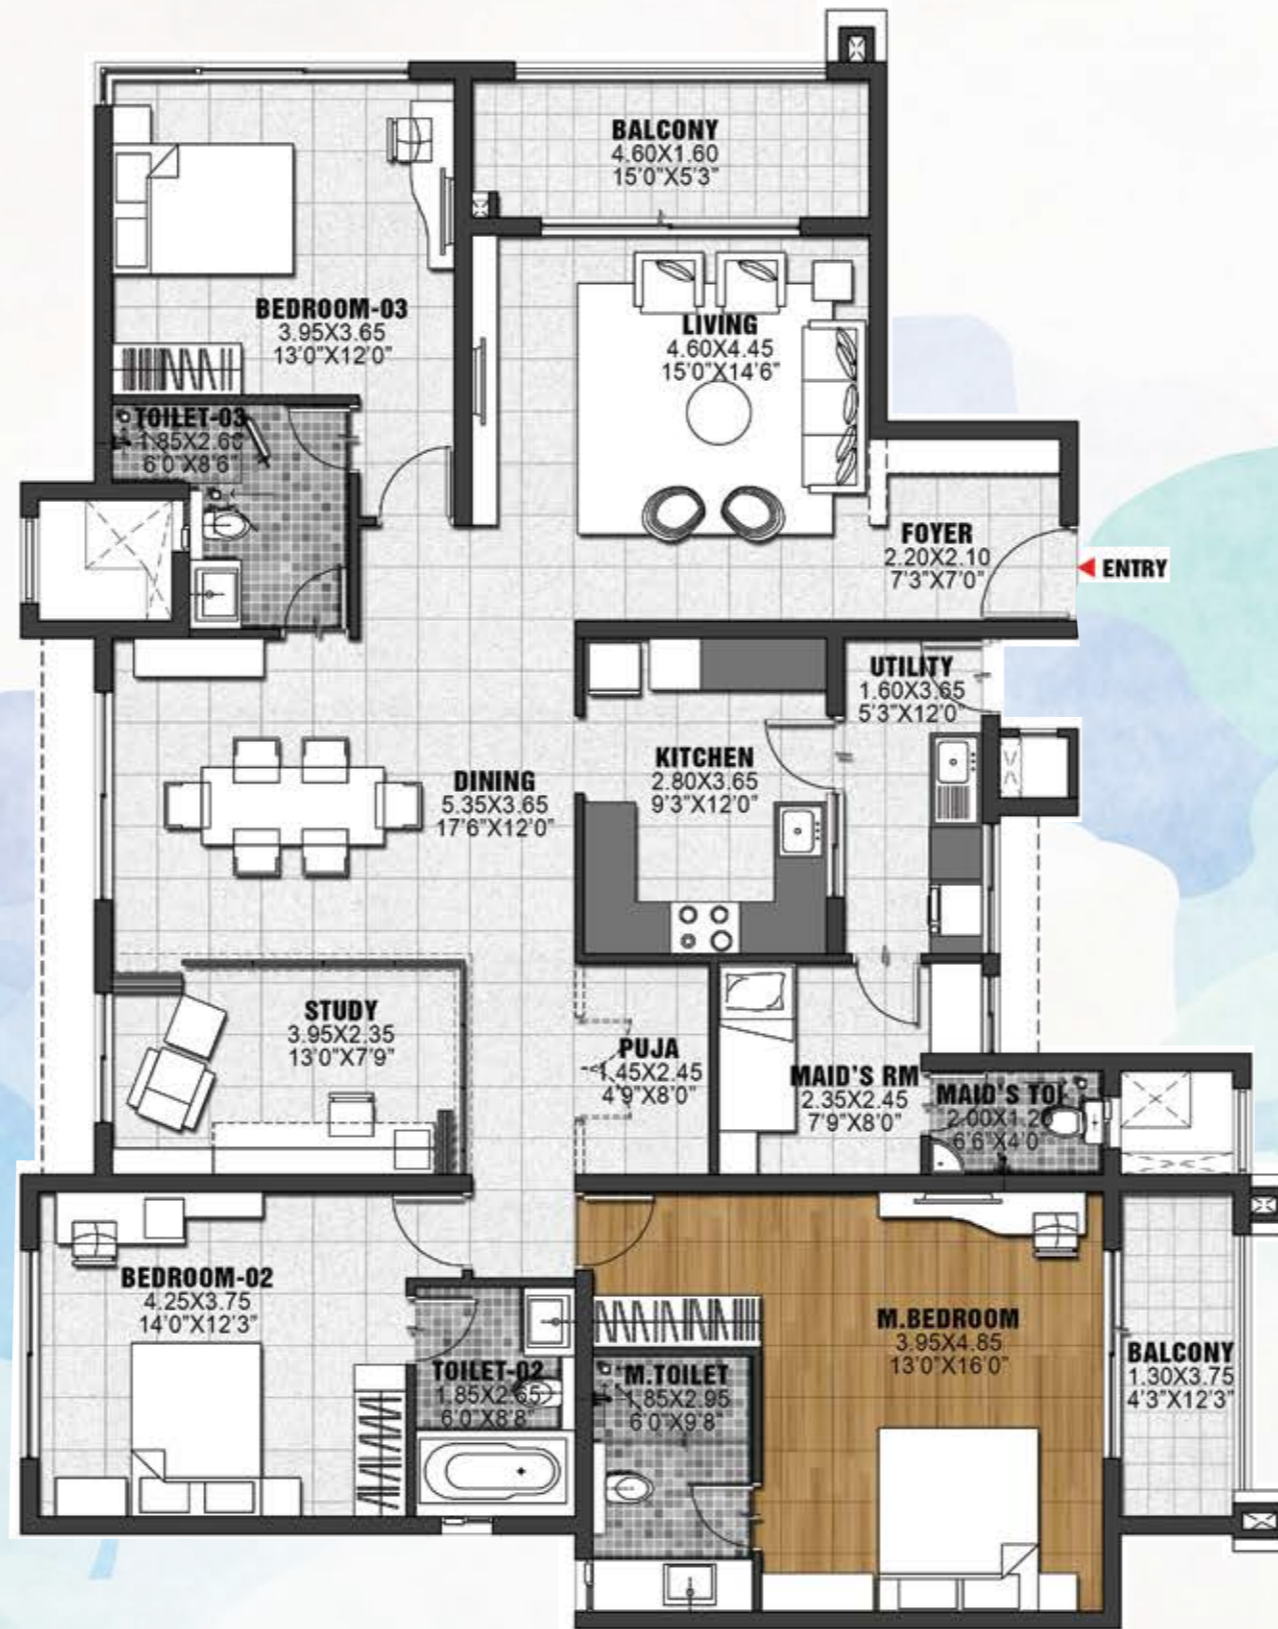 BALCONY
4.60X1.60
15'0"X5'3"
BEDROOM-03
3.95X3.65
13'0"X12'0"
LIVING
4.60X4.45
15'0"X14'6"
TOILET-03
1.85X2.60
6'0"X8'6"
FOYER
2.20X2.10
7'3"X7'0"
ENTRY
UTILITY
1.60X3.65
5'3"X12'0"
KITCHEN
2.80X3.65
9'3"X12'0"
DINING
5.35X3.65
17'6"X12'0"
STUDY
3.95X2.35
13'0"X7'9"
PUJA
1.45X2.45
4'9"X8'0"
MAID'S RM
2.35X2.45
7'9"X8'0"
MAID'S TOI
2.00X1.20
6'6"X4'0"
BEDROOM-02
4.25X3.75
14'0"X12'3"
TOILET-02
1.85X2.65
6'0"X8'8"
M.TOILET
1.85X2.95
6'0"X9'8"
M.BEDROOM
3.95X4.85
13'0"X16'0"
BALCONY
1.30X3.75
4'3"X12'3"